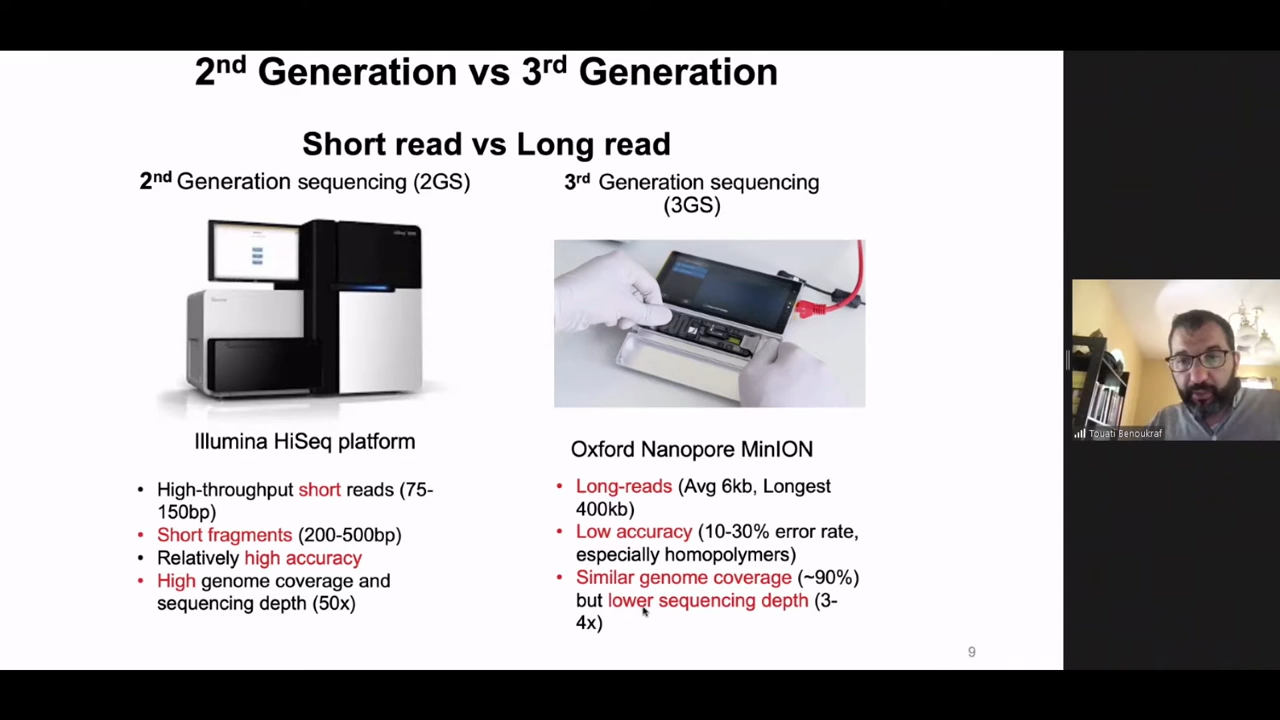 2nd Generation vs 3rd Generation
Short read vs Long read
2nd Generation sequencing (2GS)
3rd Generation sequencing
(3GS)
Illumina HiSeq platform
• High-throughput short reads (75-
150bp)
• Short fragments (200-500bp)
• Relatively high accuracy
• High genome coverage and
sequencing depth (50x)
Oxford Nanopore MinION
• Long-reads (Avg 6kb, Longest
400kb)
• Low accuracy (10-30% error rate,
especially homopolymers)
• Similar genome coverage (~90%)
but lower sequencing depth (3-
4x)
9
Touati Benoukraf